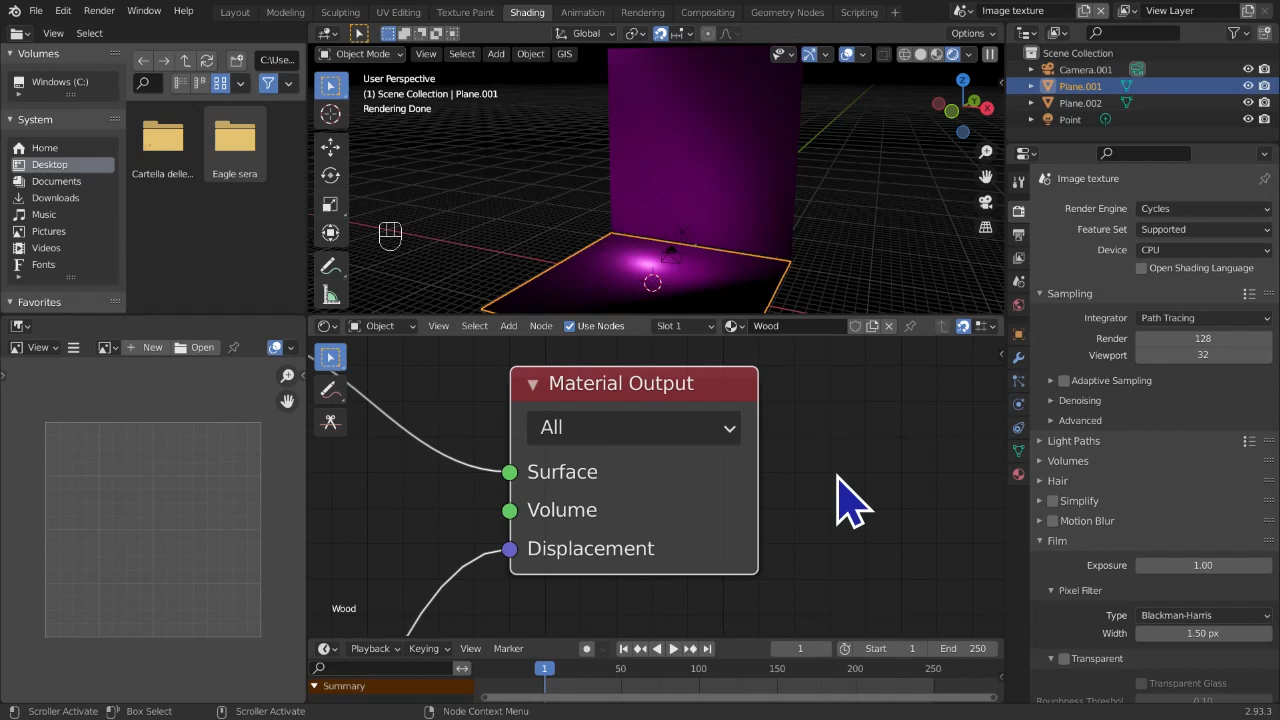 File Edit Render Window Help Layout Modeling Sculpting UV Editing Texture Paint Shading Animation Rendering Compositing Geometry Nodes Scripting + Image texture View Layer
View Select Global Options
Volumes
Windows (C:)
System
Home
Desktop
Documents
Downloads
Music
Pictures
Videos
Fonts
Favorites
C:\Use...
Cartella delle... Eagle sera
Object Mode View Select Add Object GIS
User Perspective
(1) Scene Collection | Plane.001
Rendering Done
Z
Y
X
Scene Collection
Camera.001
Plane.001
Plane.002
Point
Image texture
Render Engine Cycles
Feature Set Supported
Device CPU
Open Shading Language
Sampling
Integrator Path Tracing
Render 128
Viewport 32
Adaptive Sampling
Denoising
Advanced
Light Paths
Volumes
Hair
Simplify
Motion Blur
Film
Exposure 1.00
Pixel Filter
Type Blackman-Harris
Width 1.50 px
Transparent
Transparent Glass
Roughness Threshol 0.10
View New Open
Object View Select Add Node Use Nodes Slot 1 Wood
Material Output
All
Surface
Volume
Displacement
Wood
Playback Keying View Marker 1 Start 1 End 250
1 50 100 150 200 250
Summary
Scroller Activate Box Select Scroller Activate Node Context Menu 2.93.3